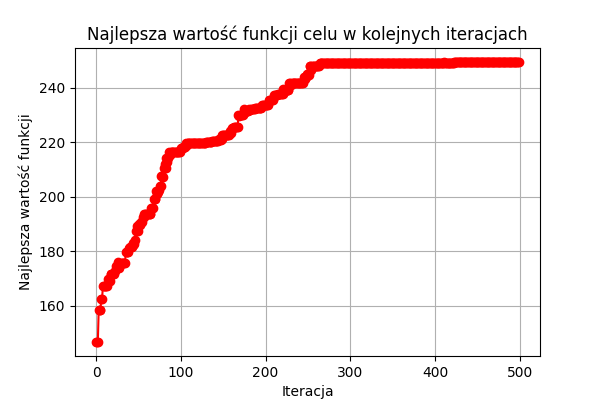 Najlepsza wartość funkcji celu w kolejnych iteracjach
Najlepsza wartość funkcji
240
220
200
180
160
0 100 200 300 400 500
Iteracja